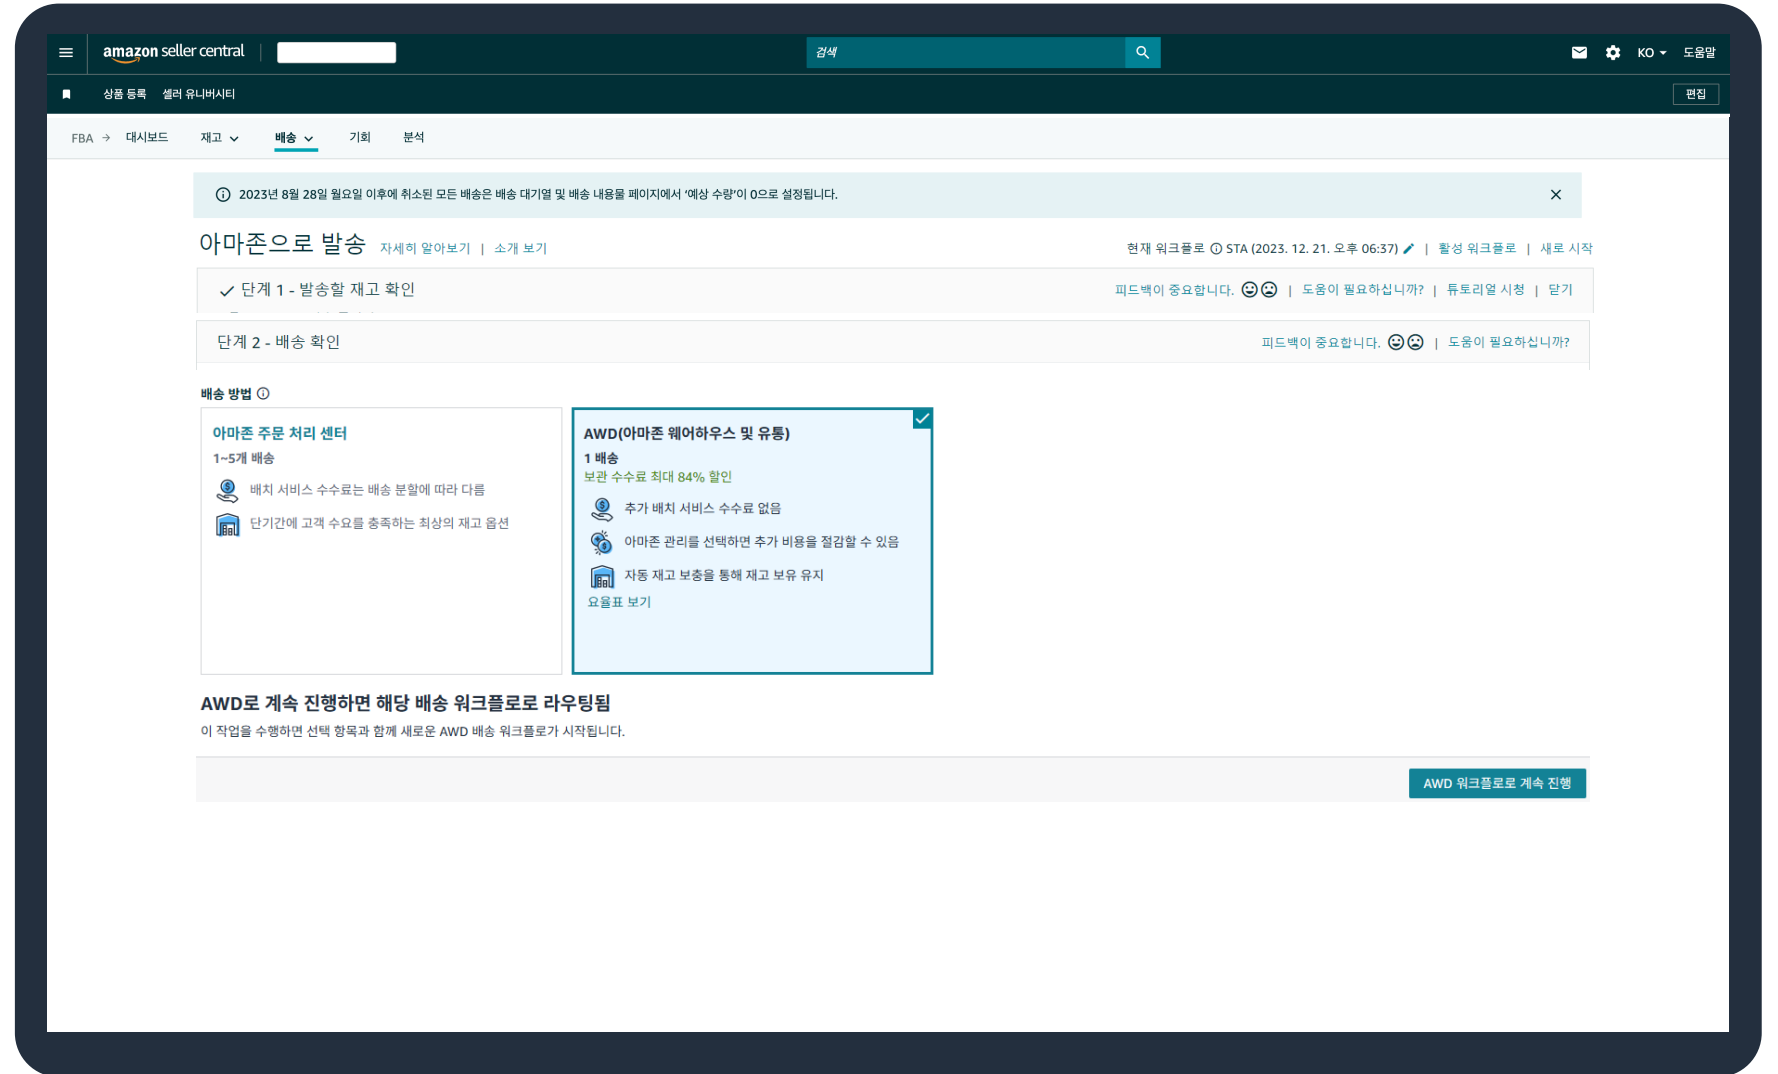 amazon seller central
검색
KO
도움말
상품 등록
셀러 유니버시티
편집
FBA → 대시보드
재고
배송
기회
분석
2023년 8월 28일 월요일 이후에 취소된 모든 배송은 배송 대기열 및 배송 내용물 페이지에서 '예상 수량'이 0으로 설정됩니다.
아마존으로 발송 자세히 알아보기 | 소개 보기
현재 워크플로 STA (2023. 12. 21. 오후 06:37) | 활성 워크플로 | 새로 시작
단계 1 - 발송할 재고 확인
피드백이 중요합니다. | 도움이 필요하십니까? | 튜토리얼 시청 | 닫기
단계 2 - 배송 확인
피드백이 중요합니다. | 도움이 필요하십니까?
배송 방법
아마존 주문 처리 센터
1~5개 배송
배치 서비스 수수료는 배송 분할에 따라 다름
단기간에 고객 수요를 충족하는 최상의 재고 옵션
AWD(아마존 웨어하우스 및 유통)
1 배송
보관 수수료 최대 84% 할인
추가 배치 서비스 수수료 없음
아마존 관리를 선택하면 추가 비용을 절감할 수 있음
자동 재고 보충을 통해 재고 보유 유지
요율표 보기
AWD로 계속 진행하면 해당 배송 워크플로로 라우팅됨
이 작업을 수행하면 선택 항목과 함께 새로운 AWD 배송 워크플로가 시작됩니다.
AWD 워크플로로 계속 진행